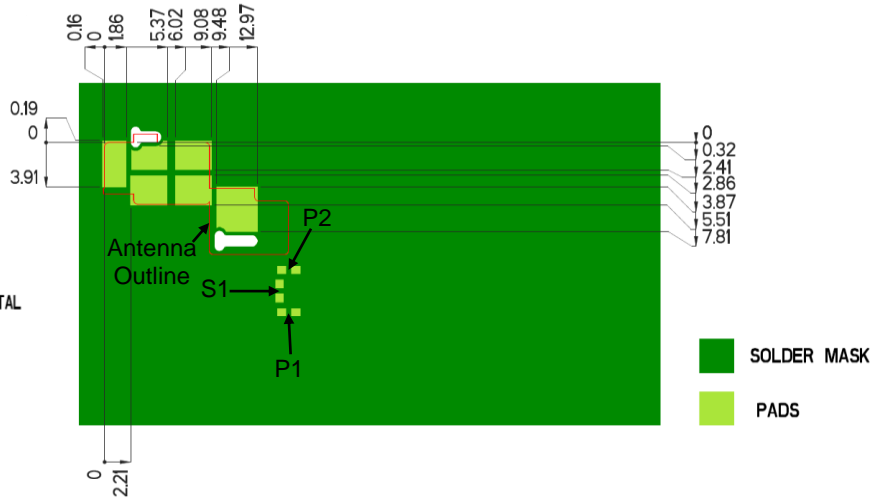 0.16
0
1.86
5.37
6.02
9.08
9.48
12.97
0.19
0
3.91
0
0.32
2.41
2.86
3.87
5.51
7.81
P2
Antenna
Outline
S1
TAL
P1
SOLDER MASK
PADS
0
2.21